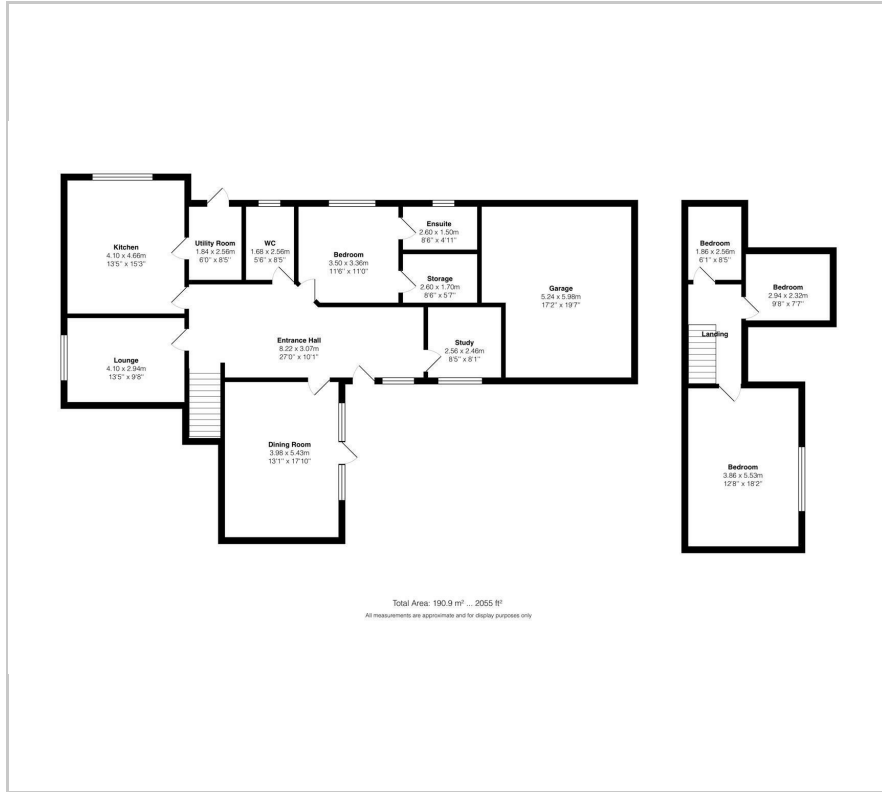 Kitchen
4.10 x 4.66m
13'5" x 15'3"
Utility Room
1.84 x 2.56m
6'0" x 8'5"
WC
1.68 x 2.56m
5'6" x 8'5"
Bedroom
3.50 x 3.36m
11'6" x 11'0"
Ensuite
2.60 x 1.50m
8'6" x 4'11"
Storage
2.60 x 1.70m
8'6" x 5'7"
Garage
5.24 x 5.98m
17'2" x 19'7"
Lounge
4.10 x 2.94m
13'5" x 9'8"
Entrance Hall
8.22 x 3.07m
27'0" x 10'1"
Study
2.56 x 2.46m
8'5" x 8'1"
Dining Room
3.98 x 5.43m
13'1" x 17'10"
Bedroom
1.86 x 2.56m
6'1" x 8'5"
Bedroom
2.94 x 2.32m
9'8" x 7'7"
Landing
Bedroom
3.86 x 5.53m
12'8" x 18'2"
Total Area: 190.9 m² ... 2055 ft²
All measurements are approximate and for display purposes only